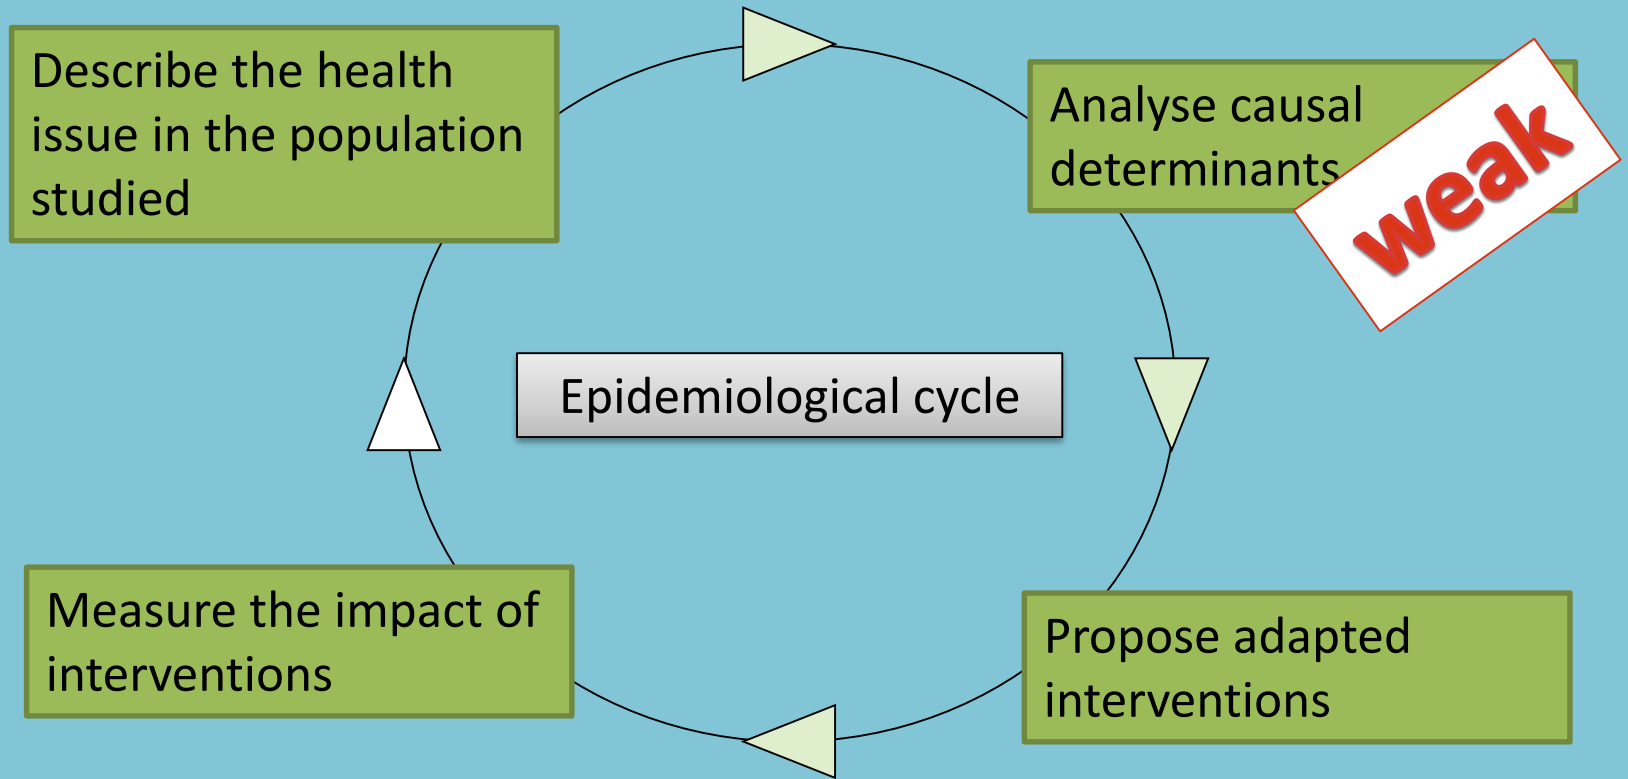 Describe the health
issue in the population
studied
Analyse causal
determinants
weak
Epidemiological cycle
Measure the impact of
interventions
Propose adapted
interventions